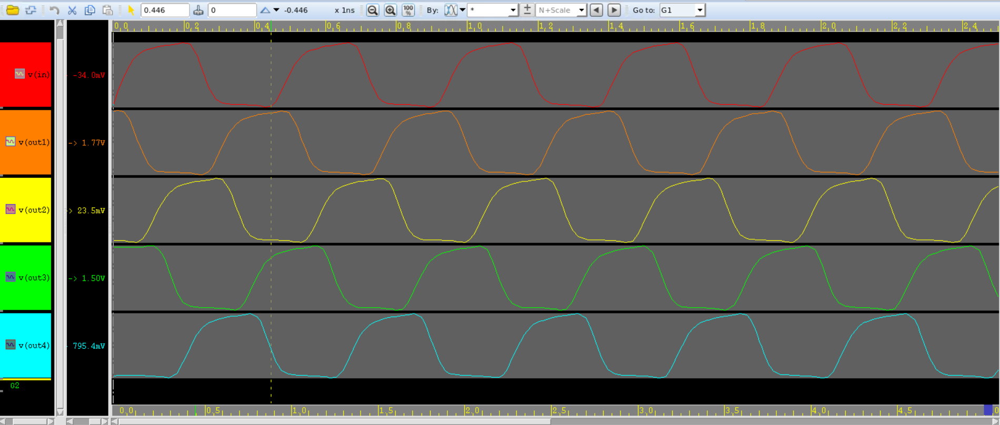 0.446 0 -0.446 x 1ns 100 % By: * N+Scale Go to: G1
0,0 0,2 0,4 0,6 0,8 1,0 1,2 1,4 1,6 1,8 2,0 2,2 2,4
v(in) -34.0mV
v(out1) -> 1.77V
v(out2) > 23.5mV
v(out3) -> 1.50V
v(out4) 795.4mV
G2
0,0 0,5 1,0 1,5 2,0 2,5 3,0 3,5 4,0 4,5 0